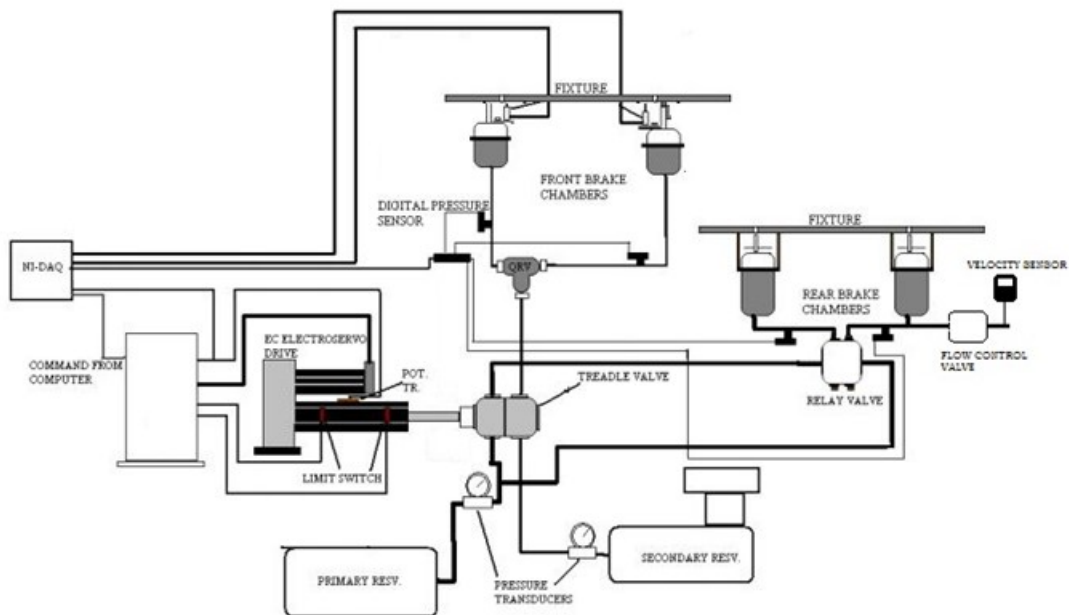 FIXTURE
FRONT BRAKE
CHAMBERS
DIGITAL PRESSURE
SENSOR
FIXTURE
NI-DAQ
QRV
VELOCITY SENSOR
REAR BRAKE
CHAMBERS
EC ELECTROSERVO
DRIVE
COMMAND FROM
COMPUTER
FLOW CONTROL
VALVE
POT.
TR.
TREADLE VALVE
RELAY VALVE
LIMIT SWITCH
SECONDARY RESV.
PRIMARY RESV.
PRESSURE
TRANSDUCERS